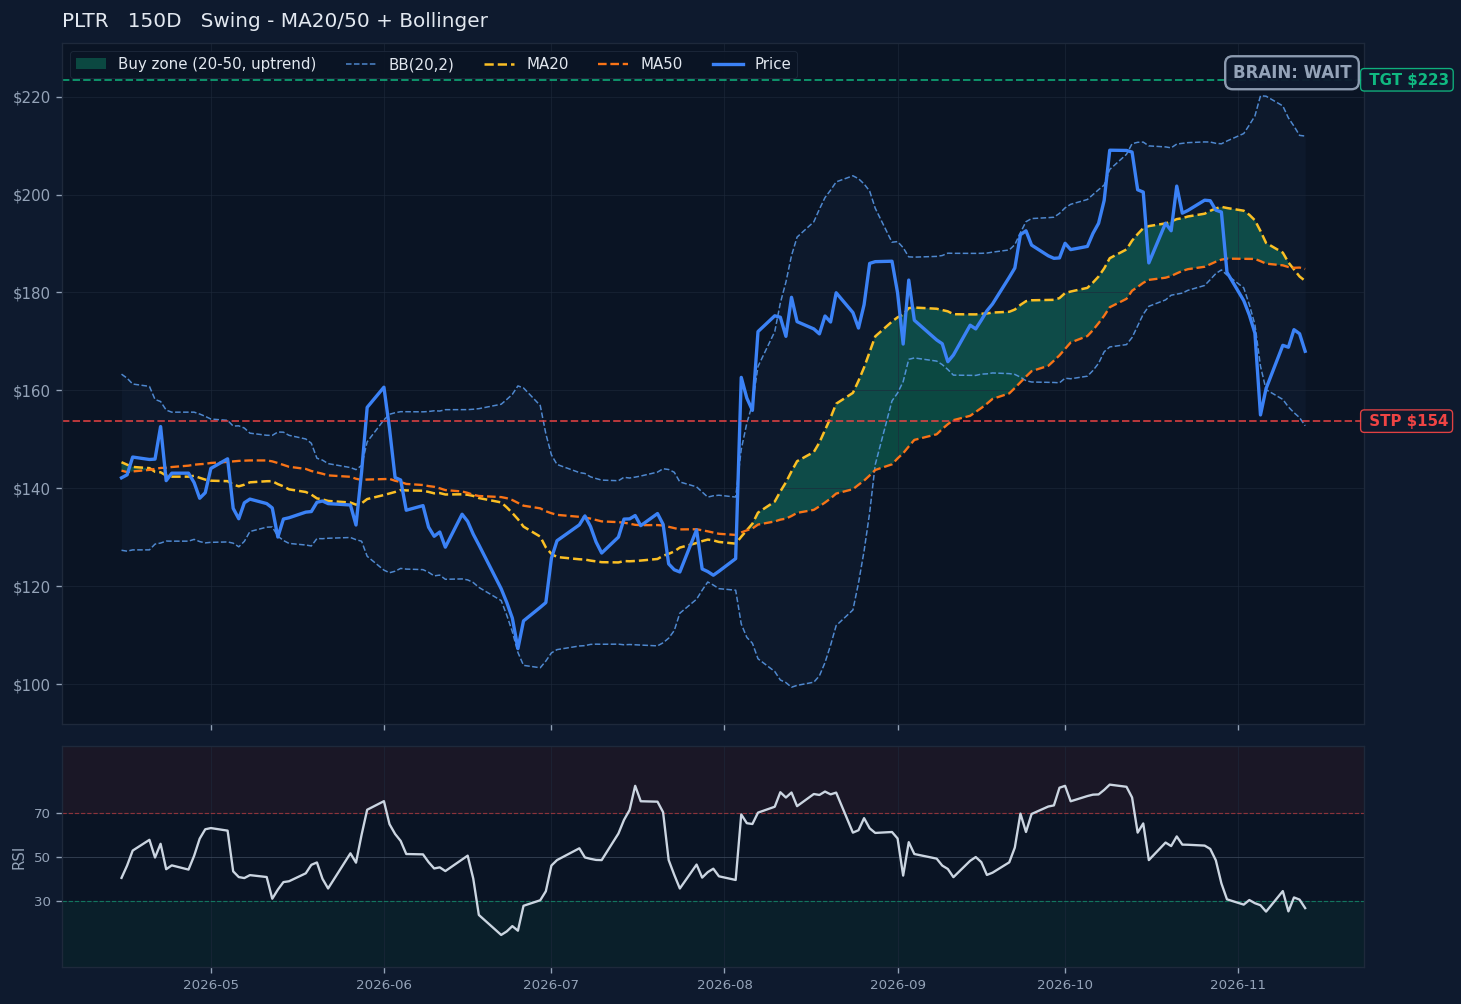 PLTR   150D   Swing - MA20/50 + Bollinger
Buy zone (20-50, uptrend)
BB(20,2)
MA20
MA50
Price
BRAIN: WAIT
TGT $223
$220
$200
$180
$160
STP $154
$140
$120
$100
70
50
30
RSI
2026-05
2026-06
2026-07
2026-08
2026-09
2026-10
2026-11